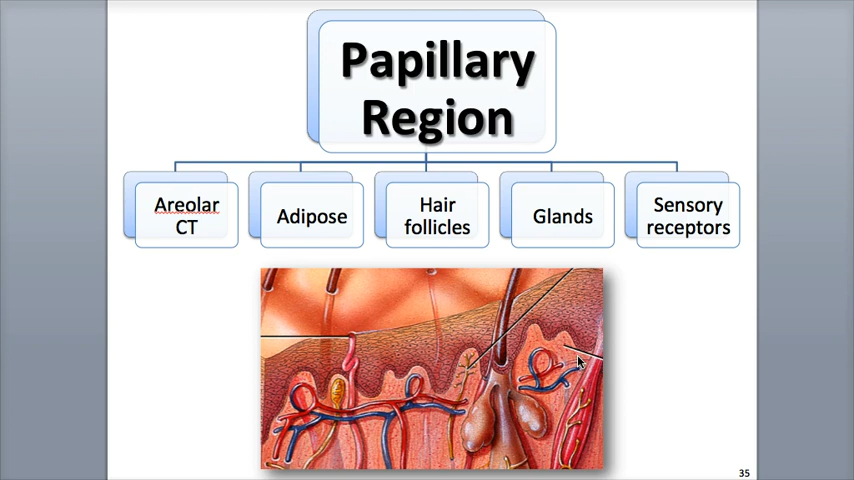 Papillary
Region
Areolar
CT
Adipose
Hair
follicles
Glands
Sensory
receptors
35